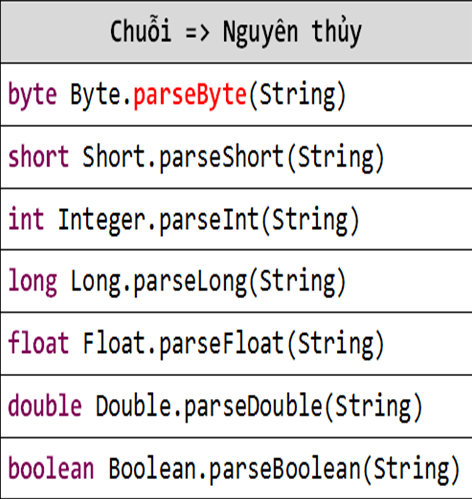 Chuỗi => Nguyên thủy
byte Byte.parseByte(String)
short Short.parseShort(String)
int Integer.parseInt(String)
long Long.parseLong(String)
float Float.parseFloat(String)
double Double.parseDouble(String)
boolean Boolean.parseBoolean(String)